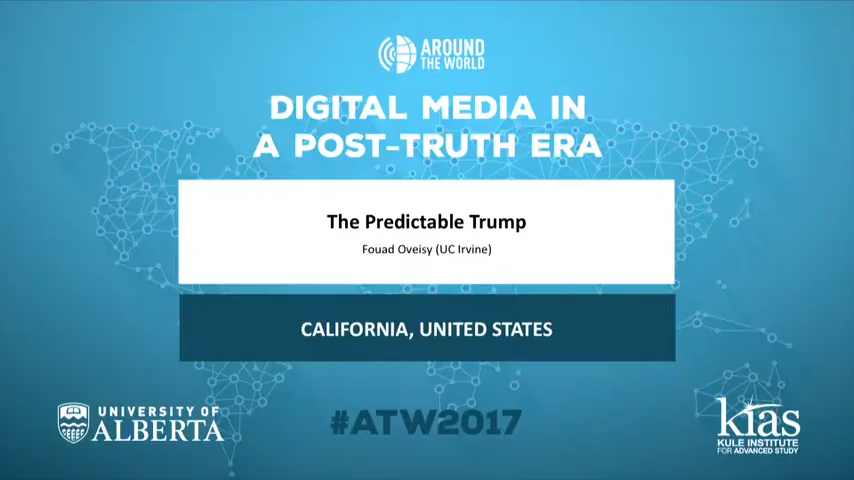 AROUND
THE WORLD
DIGITAL MEDIA IN
A POST-TRUTH ERA
The Predictable Trump
Fouad Oveisy (UC Irvine)
CALIFORNIA, UNITED STATES
UNIVERSITY OF
ALBERTA
#ATW2017
kias
KULE INSTITUTE
FOR ADVANCED STUDY